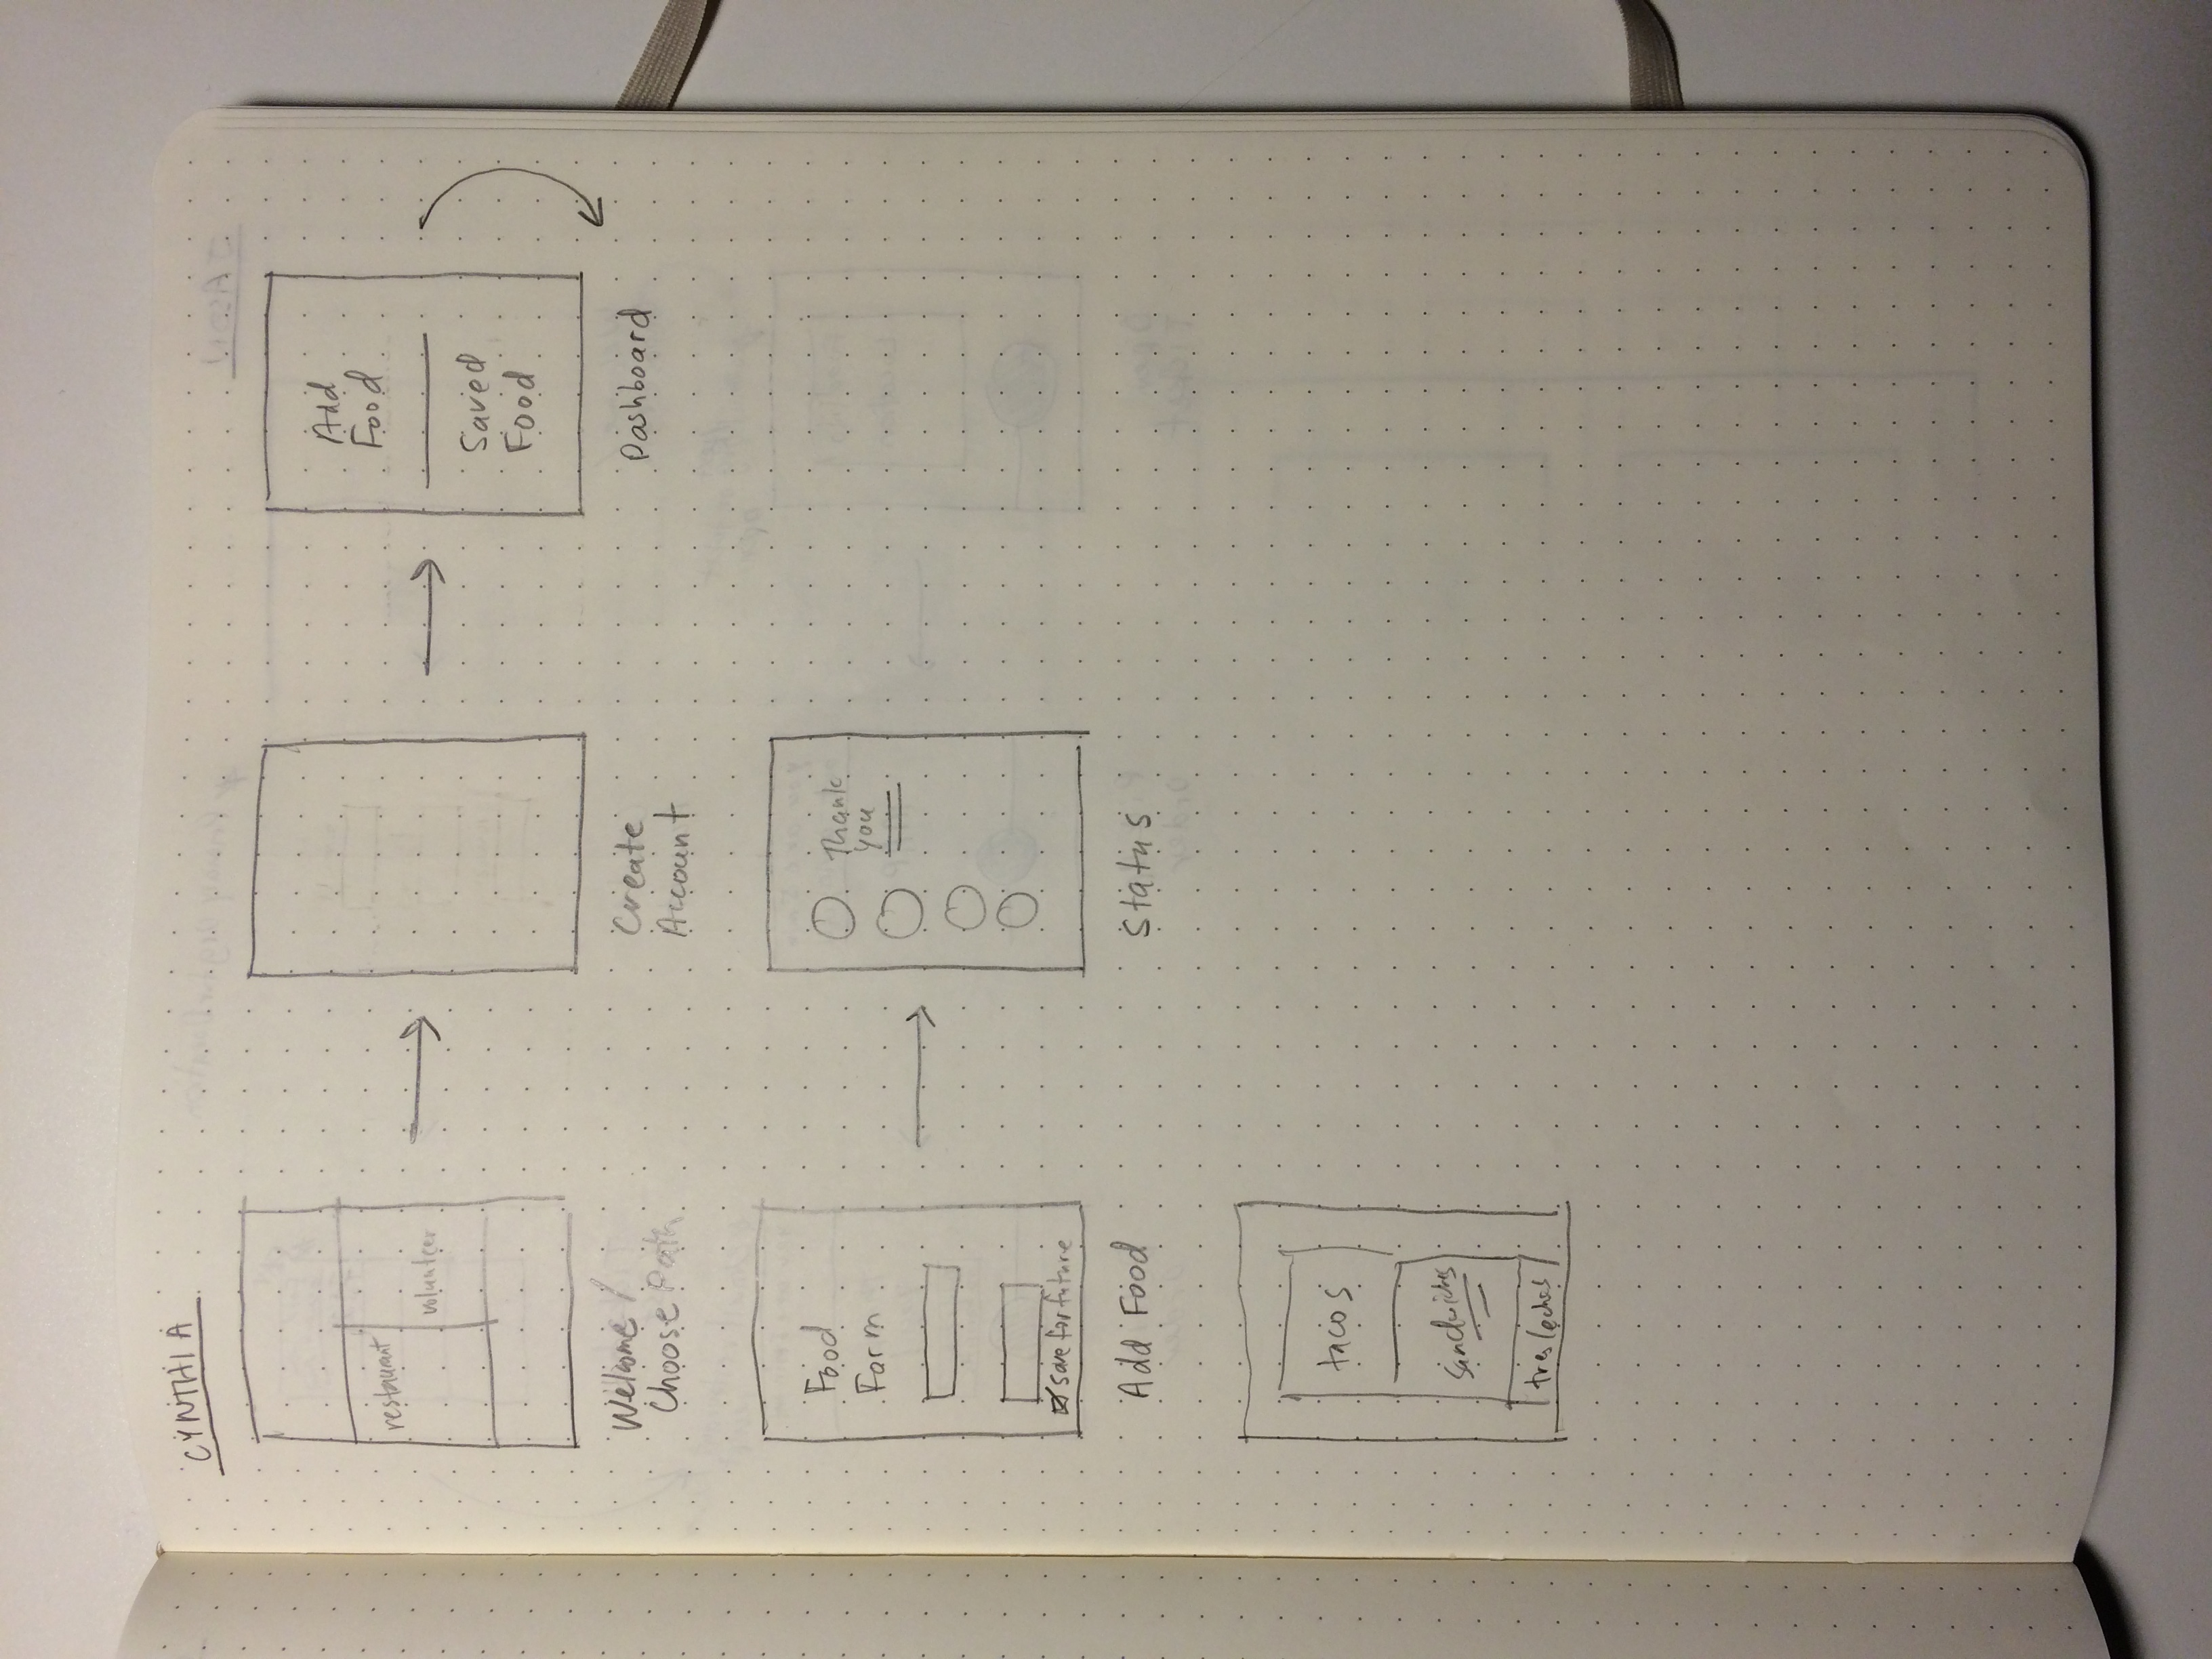 CYNTHIA
restaurant
volunteer
Welcome /
Choose Path
Create
Account
Add
Food
Saved
Food
Dashboard
Food
Form
save for future
Add Food
Thank
you
Status
tacos
sandwiches
tres leches